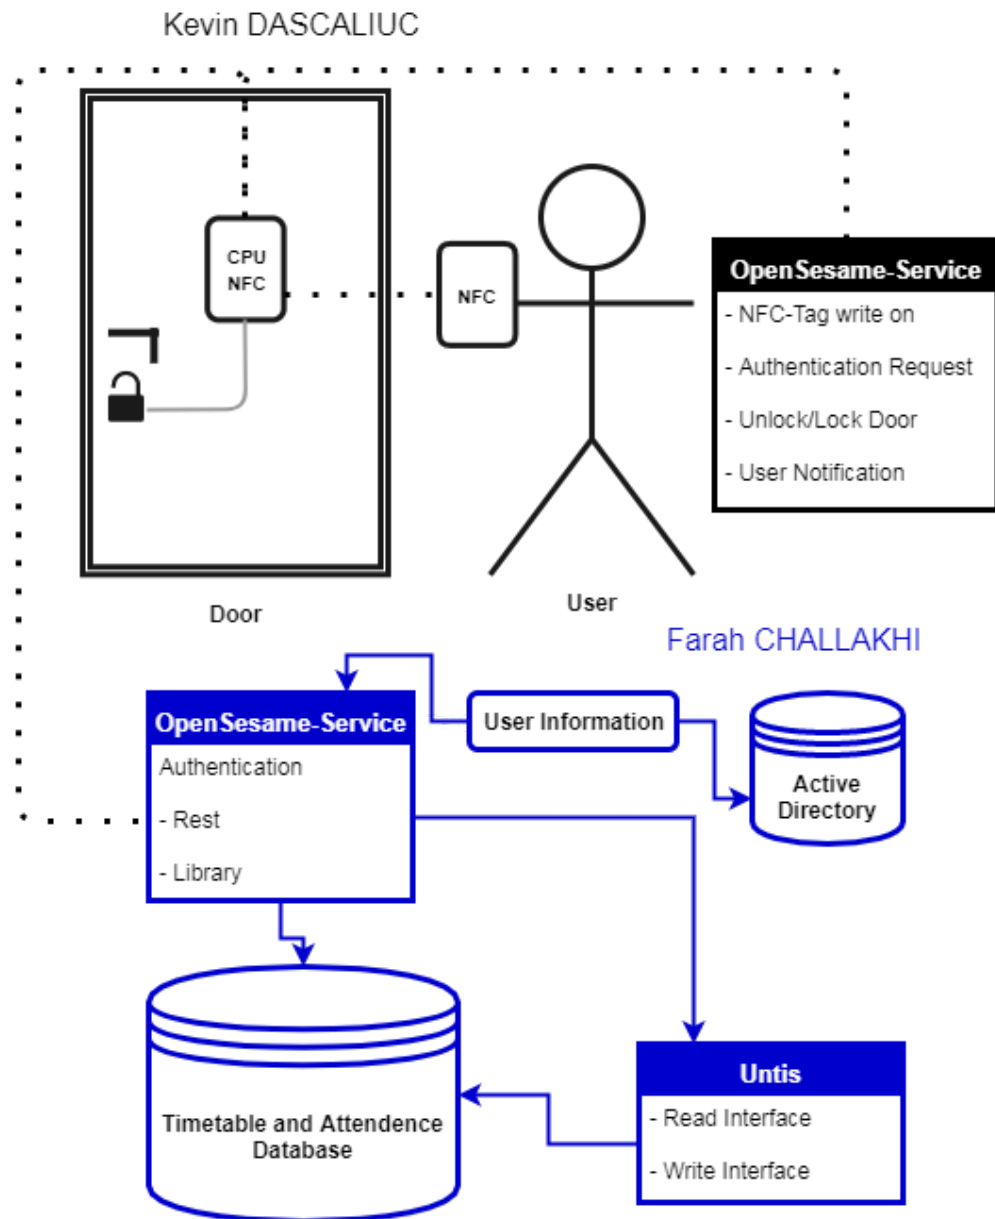 Kevin DASCALIUC
CPU
NFC
NFC
OpenSesame-Service
- NFC-Tag write on
- Authentication Request
- Unlock/Lock Door
- User Notification
Door
User
Farah CHALLAKHI
OpenSesame-Service
Authentication
- Rest
- Library
User Information
Active
Directory
Timetable and Attendence
Database
Untis
- Read Interface
- Write Interface